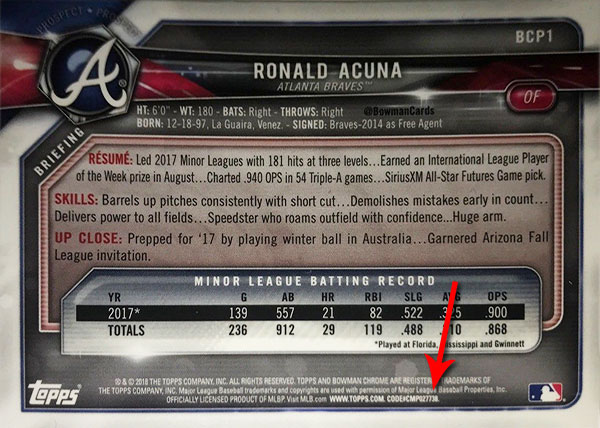 PROSPECT • PROSPECT
BCP1
RONALD ACUNA
ATLANTA BRAVES™
OF
HT: 6'0" - WT: 180 - BATS: Right - THROWS: Right @BowmanCards
BORN: 12-18-97, La Guaira, Venez. - SIGNED: Braves-2014 as Free Agent
BRIEFING
RÉSUMÉ: Led 2017 Minor Leagues with 181 hits at three levels...Earned an International League Player
of the Week prize in August...Charted .940 OPS in 54 Triple-A games...SiriusXM All-Star Futures Game pick.
SKILLS: Barrels up pitches consistently with short cut...Demolishes mistakes early in count...
Delivers power to all fields...Speedster who roams outfield with confidence...Huge arm.
UP CLOSE: Prepped for '17 by playing winter ball in Australia...Garnered Arizona Fall
League invitation.
MINOR LEAGUE BATTING RECORD
YR G AB HR RBI SLG AVG OPS
2017* 139 557 21 82 .522 .900
TOTALS 236 912 29 119 .488 .868
*Played at Florida, Mississippi and Gwinnett
® & © 2018 THE TOPPS COMPANY, INC. ALL RIGHTS RESERVED. TOPPS AND BOWMAN CHROME ARE REGISTERED TRADEMARKS OF
THE TOPPS COMPANY, INC. Major League Baseball trademarks and copyrights are used with permission of Major League Baseball Properties, Inc.
OFFICIALLY LICENSED PRODUCT OF MLBP. Visit MLB.com WWW.TOPPS.COM. CODE#CMP027738.
topps